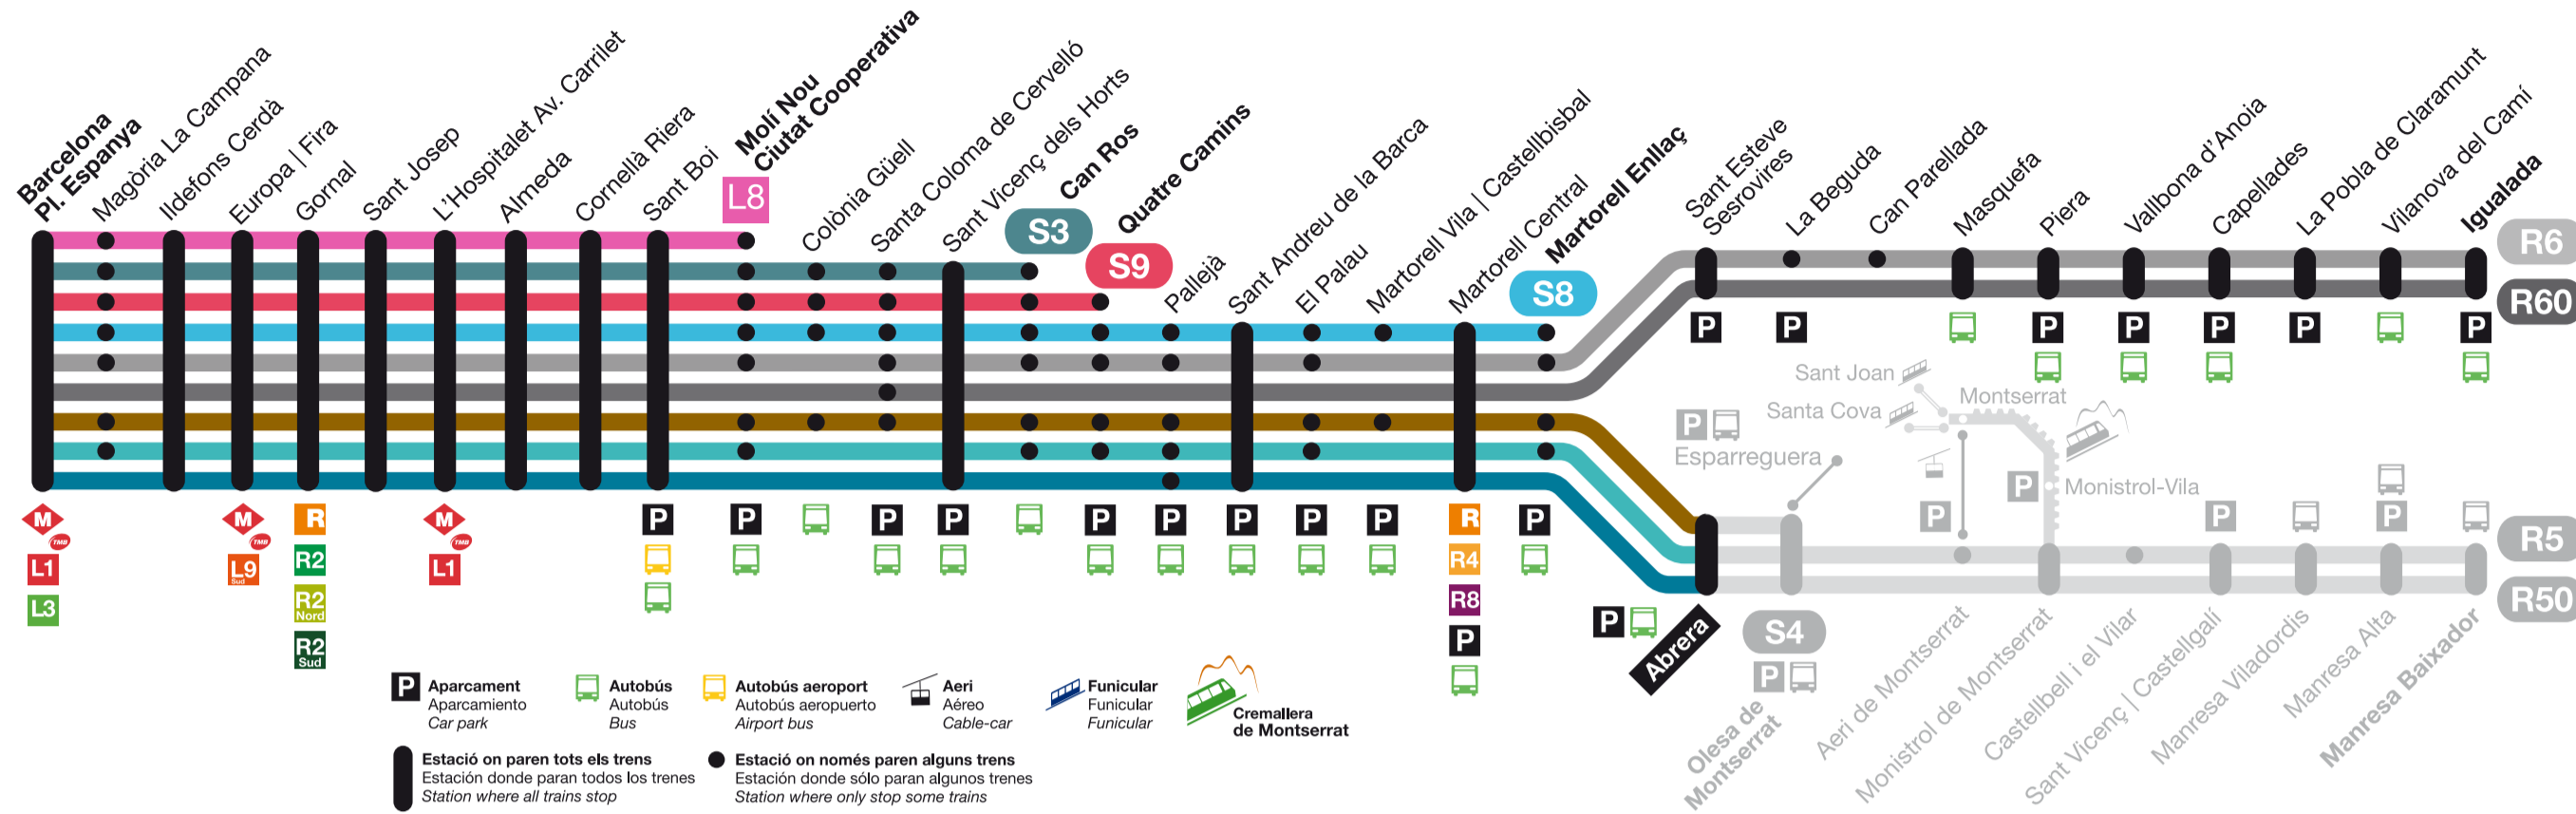 Barcelona
Pl. Espanya
Magòria La Campana
Ildefons Cerdà
Europa | Fira
Gornal
Sant Josep
L'Hospitalet Av. Carrilet
Almeda
Cornellà Riera
Sant Boi
Molí Nou
Ciutat Cooperativa
L8
Colònia Güell
Santa Coloma de Cervelló
Sant Vicenç dels Horts
Can Ros
S3
Quatre Camins
S9
Pallejà
Sant Andreu de la Barca
El Palau
Martorell Vila | Castellbisbal
Martorell Central
Martorell Enllaç
S8
Sant Esteve
Sesrovires
La Beguda
Can Parellada
Masquefa
Piera
Vallbona d'Anoia
Capellades
La Pobla de Claramunt
Vilanova del Camí
Igualada
R6
R60
P
P
P
P
P
P
P
Sant Joan
Montserrat
Santa Cova
P
Esparreguera
P
P
Monistrol-Vila
P
P
R5
R50
M
TMB
L1
L3
M
TMB
L9
Sud
R
R2
R2
Nord
R2
Sud
M
TMB
L1
P
P
P
P
P
P
P
P
P
R
R4
R8
P
P
P
Abrera
S4
P
Olesa de
Montserrat
Aeri de Montserrat
Monistrol de Montserrat
Castellbell i el Vilar
Sant Vicenç | Castellgalí
Manresa Viladordis
Manresa Alta
Manresa Baixador
P
Aparcament
Aparcamiento
Car park
Autobús
Autobús
Bus
Autobús aeroport
Autobús aeropuerto
Airport bus
Aeri
Aéreo
Cable-car
Funicular
Funicular
Funicular
Cremallera
de Montserrat
Estació on paren tots els trens
Estación donde paran todos los trenes
Station where all trains stop
Estació on només paren alguns trens
Estación donde sólo paran algunos trenes
Station where only stop some trains